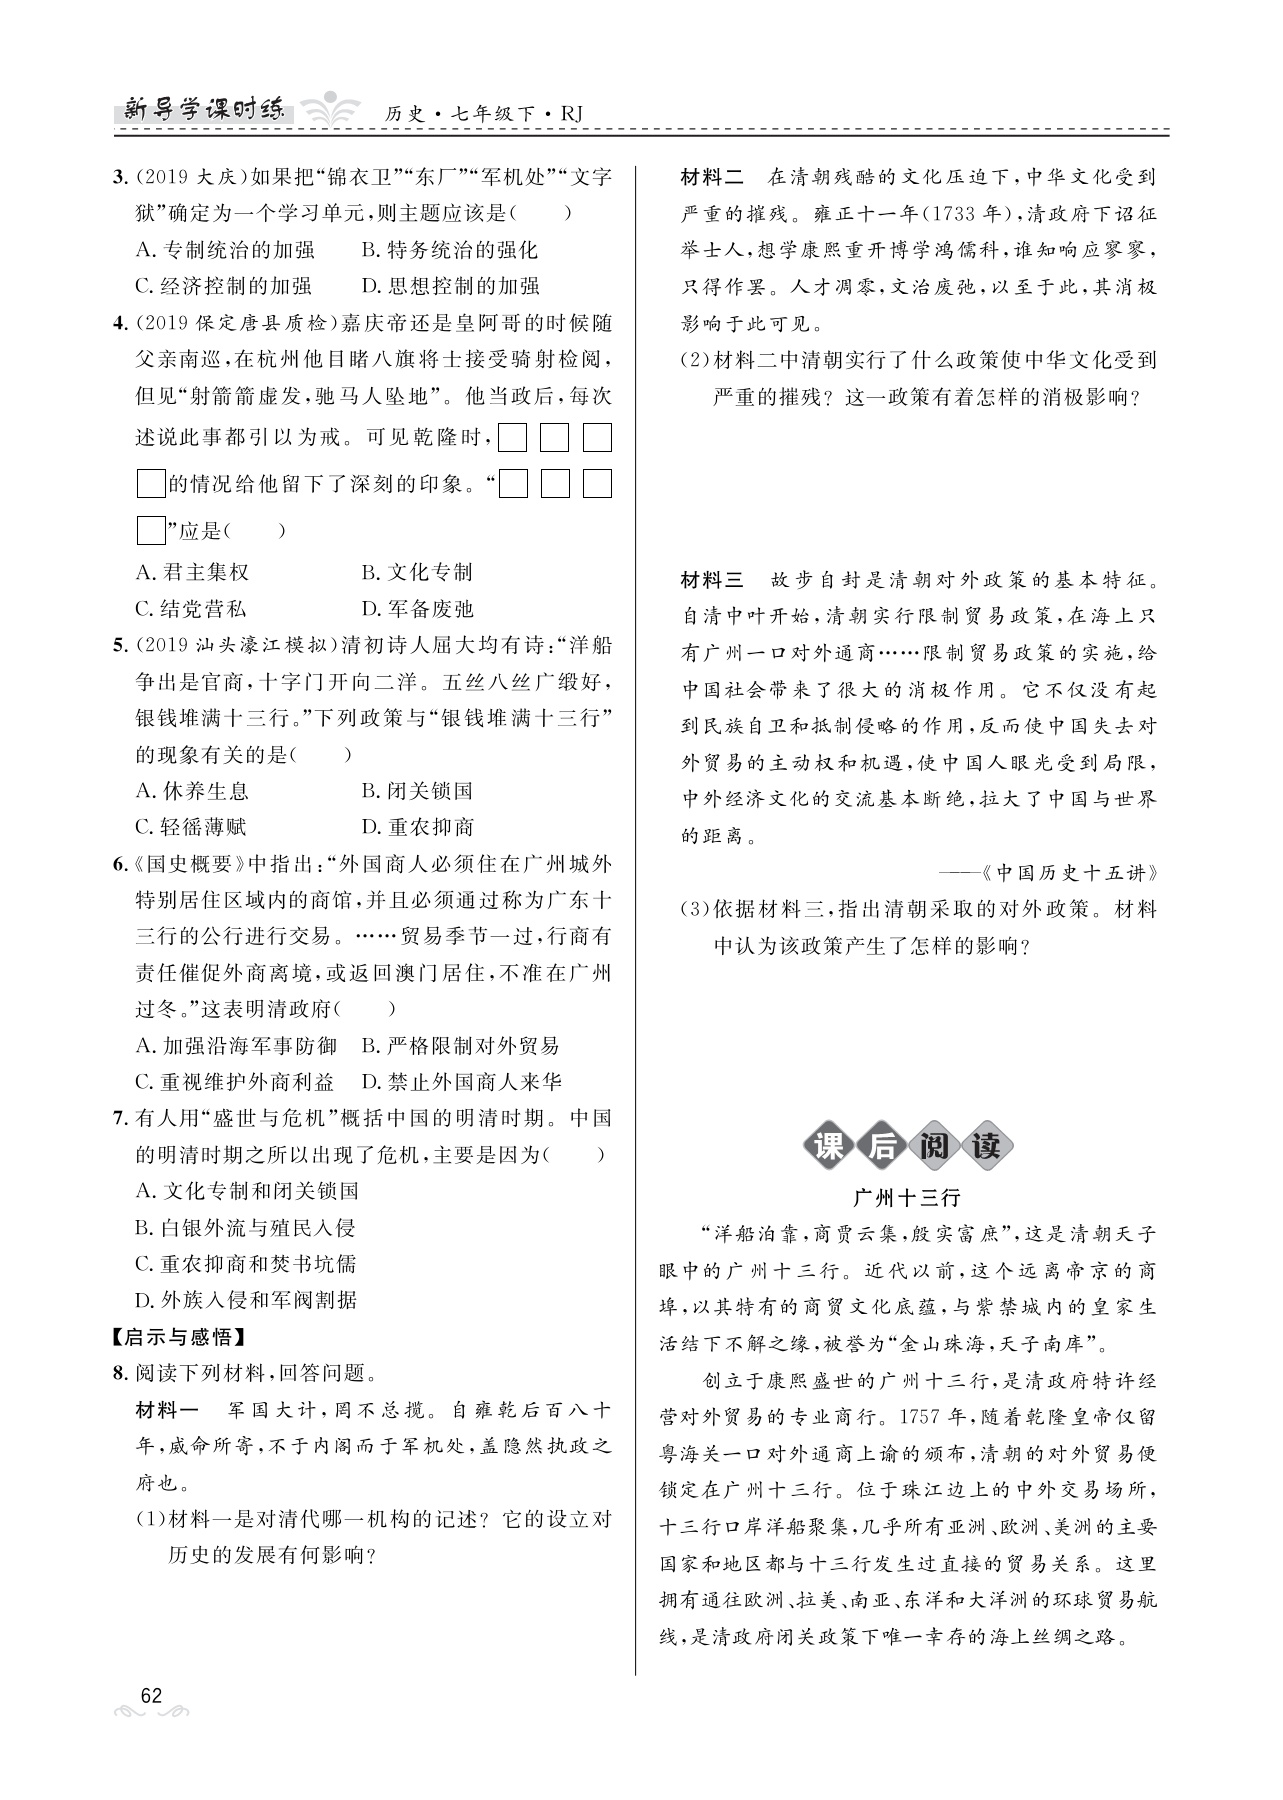 新导学课时练 历史·七年级下·RJ
3. (2019 大庆)如果把“锦衣卫”“东厂”“军机处”“文字
狱”确定为一个学习单元,则主题应该是(　　)
A. 专制统治的加强　　B. 特务统治的强化
C. 经济控制的加强　　D. 思想控制的加强
4. (2019 保定唐县质检)嘉庆帝还是皇阿哥的时候随
父亲南巡,在杭州他目睹八旗将士接受骑射检阅,
但见“射箭箭虚发,驰马人坠地”。他当政后,每次
述说此事都引以为戒。可见乾隆时,□ □ □
□的情况给他留下了深刻的印象。“□ □ □
□”应是(　　)
A. 君主集权　　B. 文化专制
C. 结党营私　　D. 军备废弛
5. (2019 汕头濠江模拟)清初诗人屈大均有诗:“洋船
争出是官商,十字门开向二洋。五丝八丝广缎好,
银钱堆满十三行。”下列政策与“银钱堆满十三行”
的现象有关的是(　　)
A. 休养生息　　B. 闭关锁国
C. 轻徭薄赋　　D. 重农抑商
6.《国史概要》中指出:“外国商人必须住在广州城外
特别居住区域内的商馆,并且必须通过称为广东十
三行的公行进行交易。……贸易季节一过,行商有
责任催促外商离境,或返回澳门居住,不准在广州
过冬。”这表明清政府(　　)
A. 加强沿海军事防御　B. 严格限制对外贸易
C. 重视维护外商利益　D. 禁止外国商人来华
7. 有人用“盛世与危机”概括中国的明清时期。中国
的明清时期之所以出现了危机,主要是因为(　　)
A. 文化专制和闭关锁国
B. 白银外流与殖民入侵
C. 重农抑商和焚书坑儒
D. 外族入侵和军阀割据
【启示与感悟】
8. 阅读下列材料,回答问题。
材料一　军国大计,罔不总揽。自雍乾后百八十
年,威命所寄,不于内阁而于军机处,盖隐然执政之
府也。
(1)材料一是对清代哪一机构的记述？它的设立对
历史的发展有何影响？
材料二　在清朝残酷的文化压迫下,中华文化受到
严重的摧残。雍正十一年(1733 年),清政府下诏征
举士人,想学康熙重开博学鸿儒科,谁知响应寥寥,
只得作罢。人才凋零,文治废弛,以至于此,其消极
影响于此可见。
(2)材料二中清朝实行了什么政策使中华文化受到
严重的摧残？这一政策有着怎样的消极影响？
材料三　故步自封是清朝对外政策的基本特征。
自清中叶开始,清朝实行限制贸易政策,在海上只
有广州一口对外通商……限制贸易政策的实施,给
中国社会带来了很大的消极作用。它不仅没有起
到民族自卫和抵制侵略的作用,反而使中国失去对
外贸易的主动权和机遇,使中国人眼光受到局限,
中外经济文化的交流基本断绝,拉大了中国与世界
的距离。
——《中国历史十五讲》
(3)依据材料三,指出清朝采取的对外政策。材料
中认为该政策产生了怎样的影响？
课后阅读
广州十三行
“洋船泊靠,商贾云集,殷实富庶”,这是清朝天子
眼中的广州十三行。近代以前,这个远离帝京的商
埠,以其特有的商贸文化底蕴,与紫禁城内的皇家生
活结下不解之缘,被誉为“金山珠海,天子南库”。
创立于康熙盛世的广州十三行,是清政府特许经
营对外贸易的专业商行。1757 年,随着乾隆皇帝仅留
粤海关一口对外通商上谕的颁布,清朝的对外贸易便
锁定在广州十三行。位于珠江边上的中外交易场所,
十三行口岸洋船聚集,几乎所有亚洲、欧洲、美洲的主要
国家和地区都与十三行发生过直接的贸易关系。这里
拥有通往欧洲、拉美、南亚、东洋和大洋洲的环球贸易航
线,是清政府闭关政策下唯一幸存的海上丝绸之路。
62